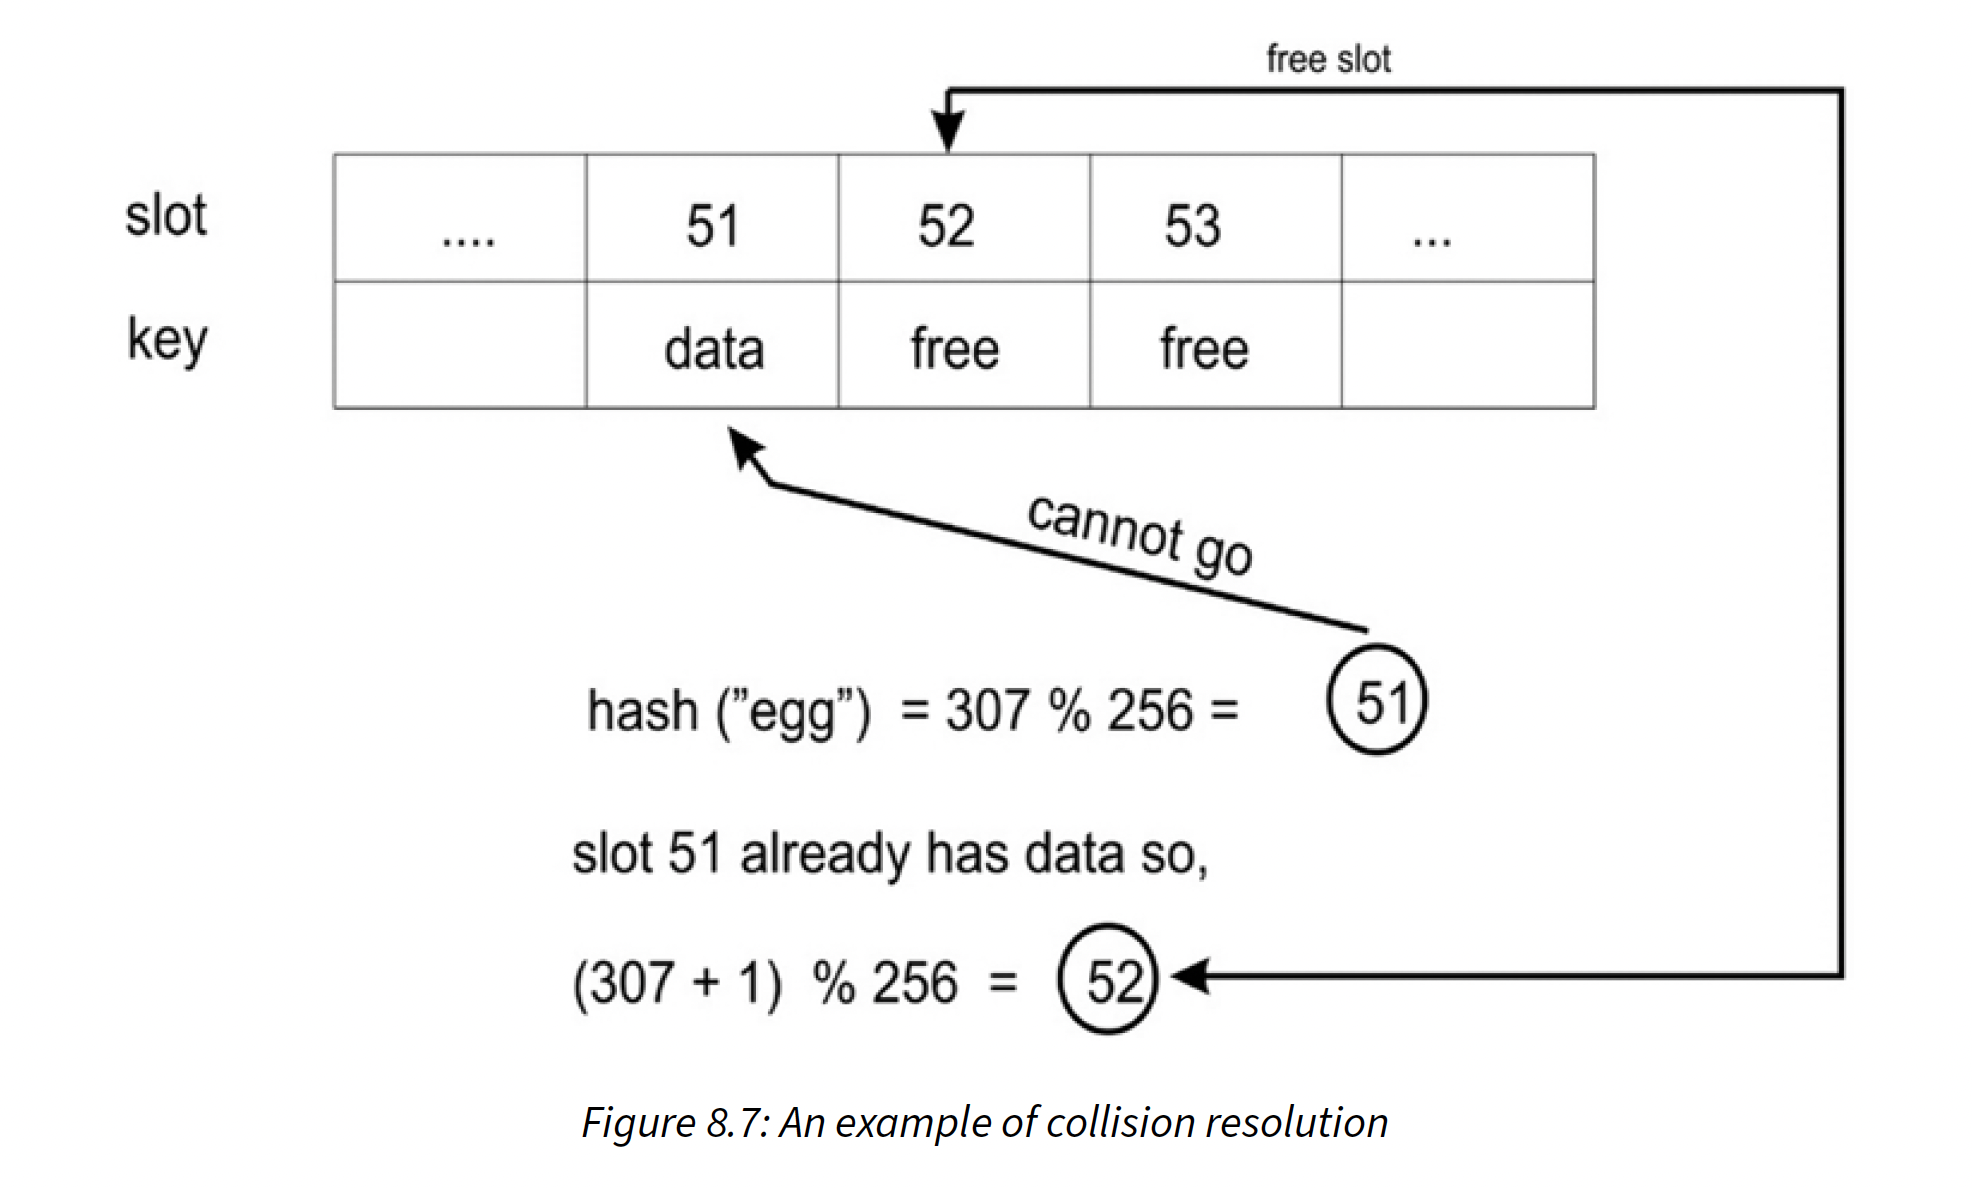 free slot
slot .... 51 52 53 ...
key data free free
cannot go
hash (”egg”) = 307 % 256 = 51
slot 51 already has data so,
(307 + 1) % 256 = 52
Figure 8.7: An example of collision resolution